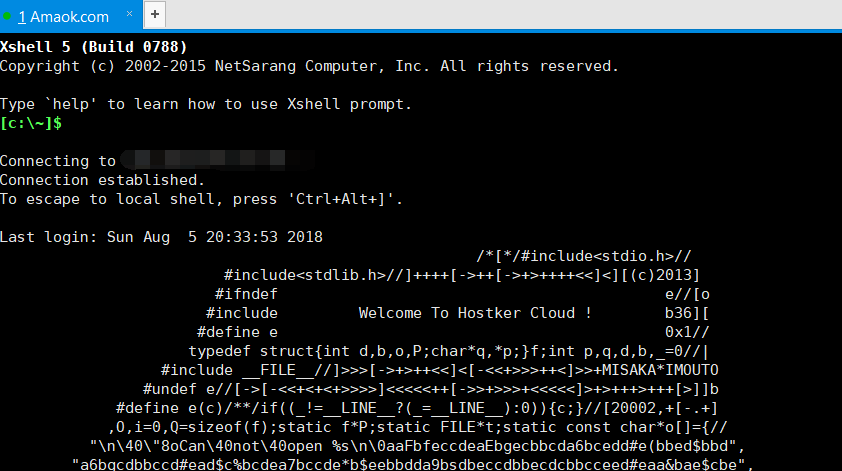 1 Amaok.com × +
Xshell 5 (Build 0788)
Copyright (c) 2002-2015 NetSarang Computer, Inc. All rights reserved.
Type `help' to learn how to use Xshell prompt.
[c:\~]$
Connecting to
Connection established.
To escape to local shell, press 'Ctrl+Alt+]'.
Last login: Sun Aug  5 20:33:53 2018
/*[*/#include<stdio.h>//
#include<stdlib.h>//]++++[->++[->+>++++<<]<][(c)2013]
#ifndef e//[o
#include Welcome To Hostker Cloud ! b36][
#define e 0x1//
typedef struct{int d,b,o,P;char*q,*p;}f;int p,q,d,b,_=0//|
#include __FILE__//]>>>[->+>++<<]<[-<<+>>>++<]>>+MISAKA*IMOUTO
#undef e//[->[-<<+<+<+>>>>]<<<<<++[->>+>>>+<<<<<]>+>+++>+++[>]]b
#define e(c)/**/if((_!=__LINE__?(_=__LINE__):0)){c;}//[20002,+[-.+]
,O,i=0,Q=sizeof(f);static f*P;static FILE*t;static const char*o[]={//
"\n\40\"8oCan\40not\40open %s\n\0aaFbfeccdeaEbgecbbcda6bcedd#e(bbed$bbd",
"a6bgcdbbccd#ead$c%bcdea7bccde*b$eebbdda9bsdbeccdbbecdcbbcceed#eaa&bae$cbe",